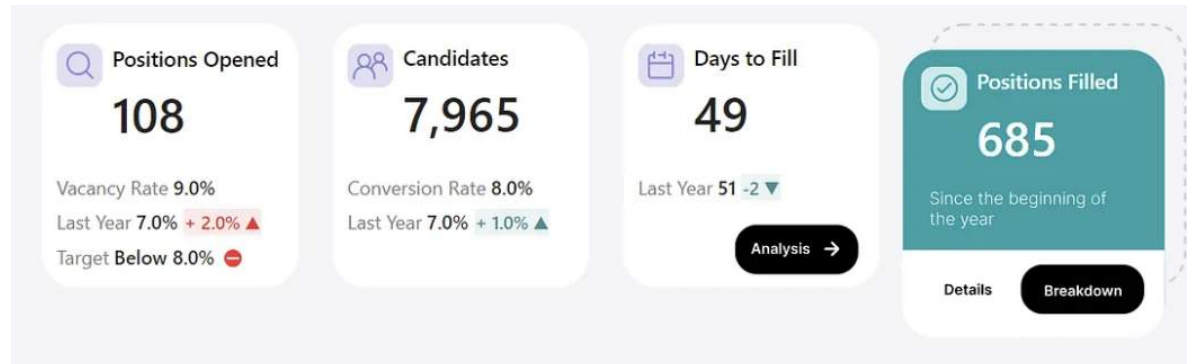 Positions Opened
108
Vacancy Rate 9.0%
Last Year 7.0% + 2.0% ▲
Target Below 8.0%
Candidates
7,965
Conversion Rate 8.0%
Last Year 7.0% + 1.0% ▲
Days to Fill
49
Last Year 51 -2 ▼
Analysis →
Positions Filled
685
Since the beginning of
the year
Details
Breakdown